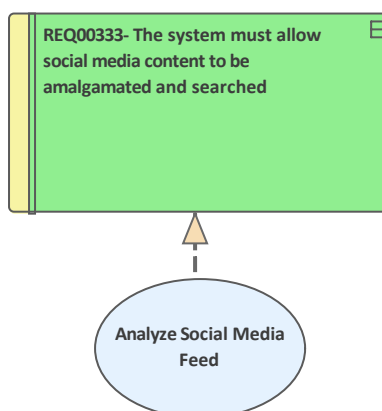 REQ00333- The system must allow
social media content to be
amalgamated and searched
Analyze Social Media
Feed